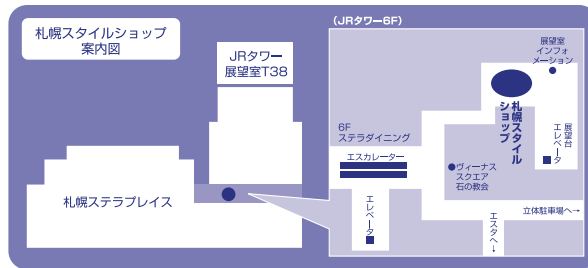 札幌スタイルショップ
案内図
JRタワー
展望室T38
札幌ステラプレイス
(JRタワー6F)
展望室
インフォ
メーション
札幌スタイル
ショップ
展望台
エレベータ
6F
ステラダイニング
エスカレーター
●ヴィーナス
スクエア
石の教会
エレベータ
立体駐車場へ→
エスタへ→